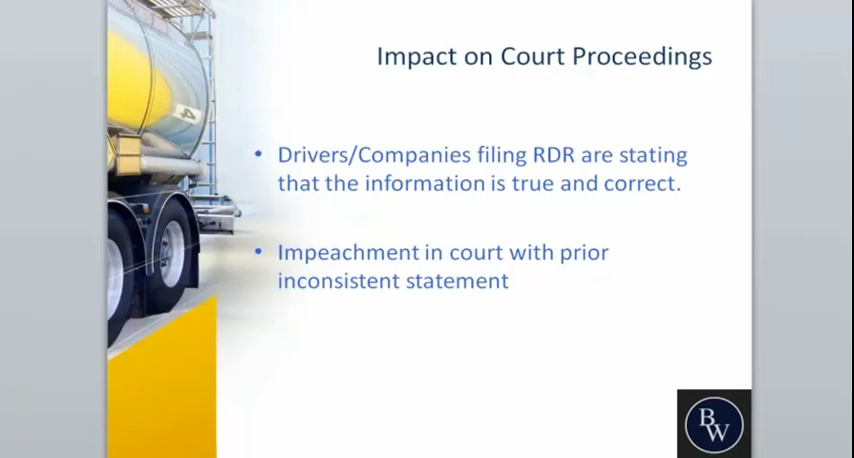 Impact on Court Proceedings
• Drivers/Companies filing RDR are stating
that the information is true and correct.
• Impeachment in court with prior
inconsistent statement
4
BW